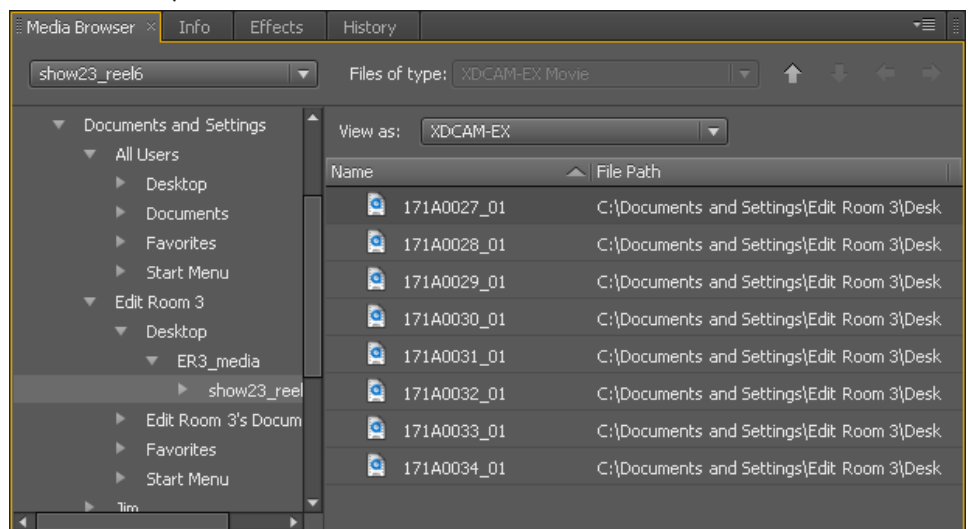 Media Browser Info Effects History
show23_reel6 Files of type: XDCAM-EX Movie
Documents and Settings
All Users
Desktop
Documents
Favorites
Start Menu
Edit Room 3
Desktop
ER3_media
show23_reel
Edit Room 3's Docum
Favorites
Start Menu
Jim
View as: XDCAM-EX
Name File Path
171A0027_01 C:\Documents and Settings\Edit Room 3\Desk
171A0028_01 C:\Documents and Settings\Edit Room 3\Desk
171A0029_01 C:\Documents and Settings\Edit Room 3\Desk
171A0030_01 C:\Documents and Settings\Edit Room 3\Desk
171A0031_01 C:\Documents and Settings\Edit Room 3\Desk
171A0032_01 C:\Documents and Settings\Edit Room 3\Desk
171A0033_01 C:\Documents and Settings\Edit Room 3\Desk
171A0034_01 C:\Documents and Settings\Edit Room 3\Desk